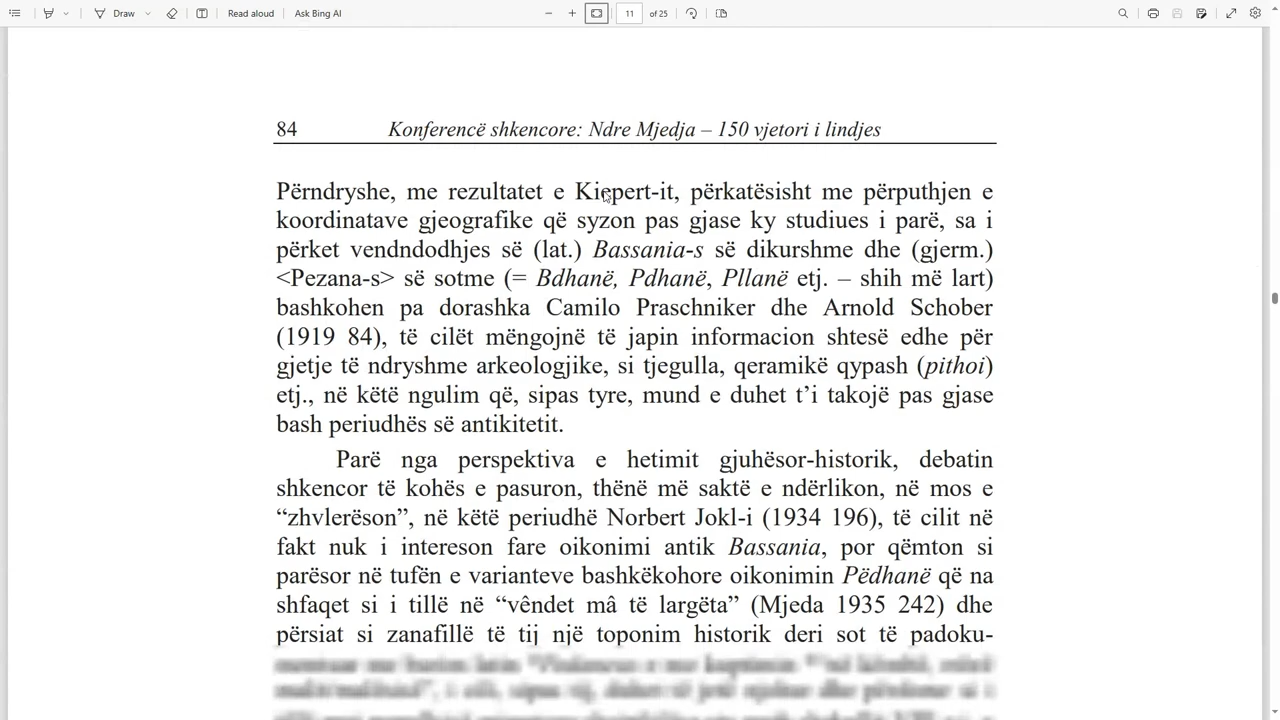 Draw
Read aloud
Ask Bing AI
11
of 25
84 Konferencë shkencore: Ndre Mjedja – 150 vjetori i lindjes
Përndryshe, me rezultatet e Kiepert-it, përkatësisht me përputhjen e
koordinatave gjeografike që syzon pas gjase ky studiues i parë, sa i
përket vendndodhjes së (lat.) Bassania-s së dikurshme dhe (gjerm.)
<Pezana-s> së sotme (= Bdhanë, Pdhanë, Pllanë etj. – shih më lart)
bashkohen pa dorashka Camilo Praschniker dhe Arnold Schober
(1919 84), të cilët mëngojnë të japin informacion shtesë edhe për
gjetje të ndryshme arkeologjike, si tjegulla, qeramikë qypash (pithoi)
etj., në këtë ngulim që, sipas tyre, mund e duhet t’i takojë pas gjase
bash periudhës së antikitetit.
Parë nga perspektiva e hetimit gjuhësor-historik, debatin
shkencor të kohës e pasuron, thënë më saktë e ndërlikon, në mos e
“zhvlerëson”, në këtë periudhë Norbert Jokl-i (1934 196), të cilit në
fakt nuk i intereson fare oikonimi antik Bassania, por qëmton si
parësor në tufën e varianteve bashkëkohore oikonimin Pëdhanë që na
shfaqet si i tillë në “vêndet mâ të largëta” (Mjeda 1935 242) dhe
përsiat si zanafillë të tij një toponim historik deri sot të padoku-